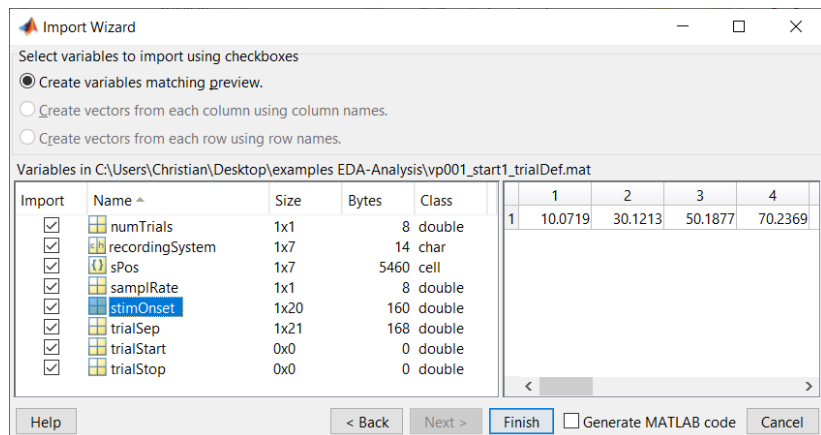 Import Wizard
Select variables to import using checkboxes
Create variables matching preview.
Create vectors from each column using column names.
Create vectors from each row using row names.
Variables in C:\Users\Christian\Desktop\examples EDA-Analysis\vp001_start1_trialDef.mat
Import Name Size Bytes Class
numTrials 1x1 8 double
recordingSystem 1x7 14 char
sPos 1x7 5460 cell
samplRate 1x1 8 double
stimOnset 1x20 160 double
trialSep 1x21 168 double
trialStart 0x0 0 double
trialStop 0x0 0 double
1 2 3 4
1 10.0719 30.1213 50.1877 70.2369
Help < Back Next > Finish Generate MATLAB code Cancel